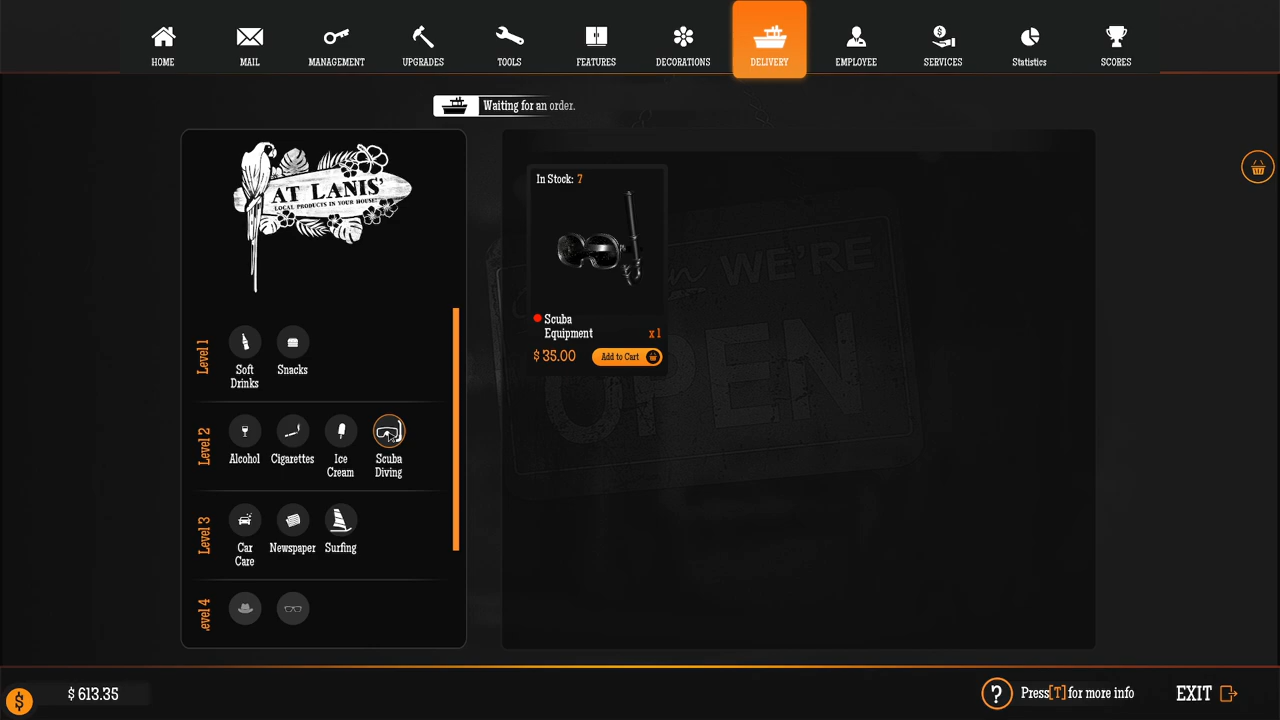 HOME
MAIL
MANAGEMENT
UPGRADES
TOOLS
FEATURES
DECORATIONS
DELIVERY
EMPLOYEE
SERVICES
Statistics
SCORES
Waiting for an order.
AT LANIS'
LOCAL PRODUCTS IN YOUR HOUSE
Level 1
Soft
Drinks
Snacks
Level 2
Alcohol
Cigarettes
Ice
Cream
Scuba
Diving
Level 3
Car
Care
Newspaper
Surfing
evel 4
In Stock: 7
Scuba
Equipment
x 1
$ 35.00
Add to Cart
WE'RE
OPEN
$ 613.35
? Press[T] for more info
EXIT